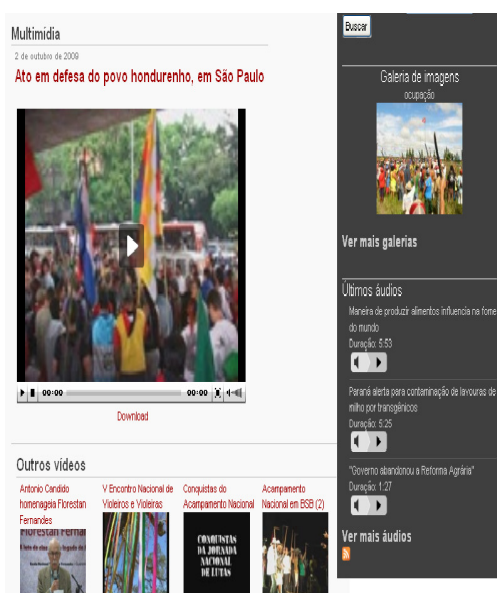 Multimídia
2 de outubro de 2009
Ato em defesa do povo hondurenho, em São Paulo
00:00
00:00
Download
Outros vídeos
Antonio Candido
homenageia Florestan
Fernandes
Florestan Fernan
V Encontro Nacional de
Violeiros e Violeiras
Conquistas do
Acampamento Nacional
CONQUISTAS
DA JORNADA
NACIONAL
DE LUTAS
Acampamento
Nacional em BSB (2)
Buscar
Galeria de imagens
ocupação
Ver mais galerias
Últimos áudios
Maneira de produzir alimentos influencia na fome
do mundo
Duração: 5:53
Paraná alerta para contaminação de lavouras de
milho por transgênicos
Duração: 5:25
"Governo abandonou a Reforma Agrária"
Duração: 1:27
Ver mais áudios